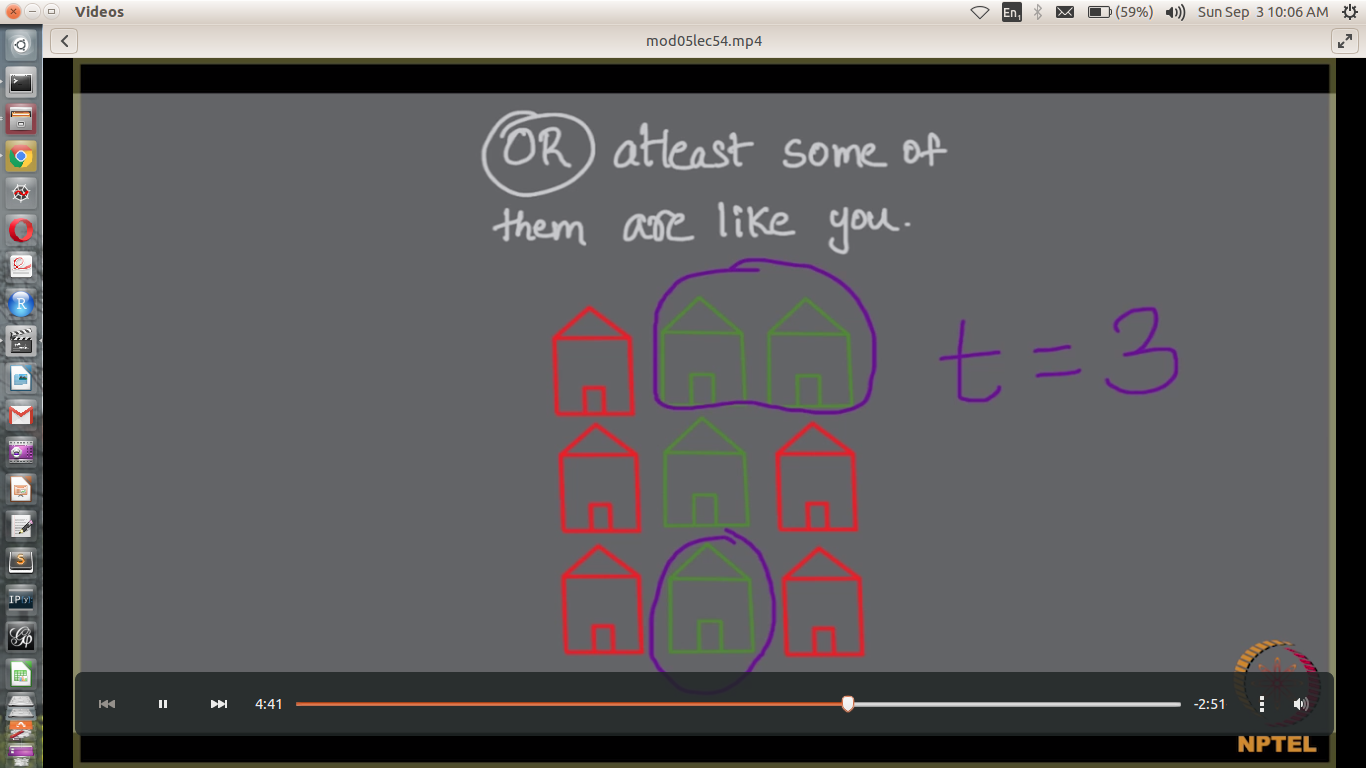 Videos
En1
(59%)
Sun Sep 3 10:06 AM
mod05lec54.mp4
OR atleast some of
them are like you.
t = 3
4:41
-2:51
NPTEL